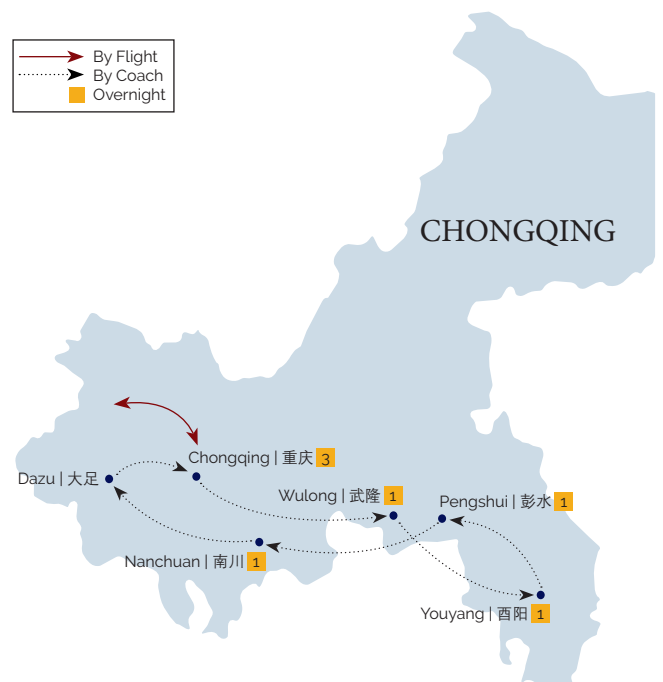 By Flight
By Coach
Overnight
CHONGQING
Chongqing | 重庆 3
Dazu | 大足
Wulong | 武隆 1
Pengshui | 彭水 1
Nanchuan | 南川 1
Youyang | 酉阳 1